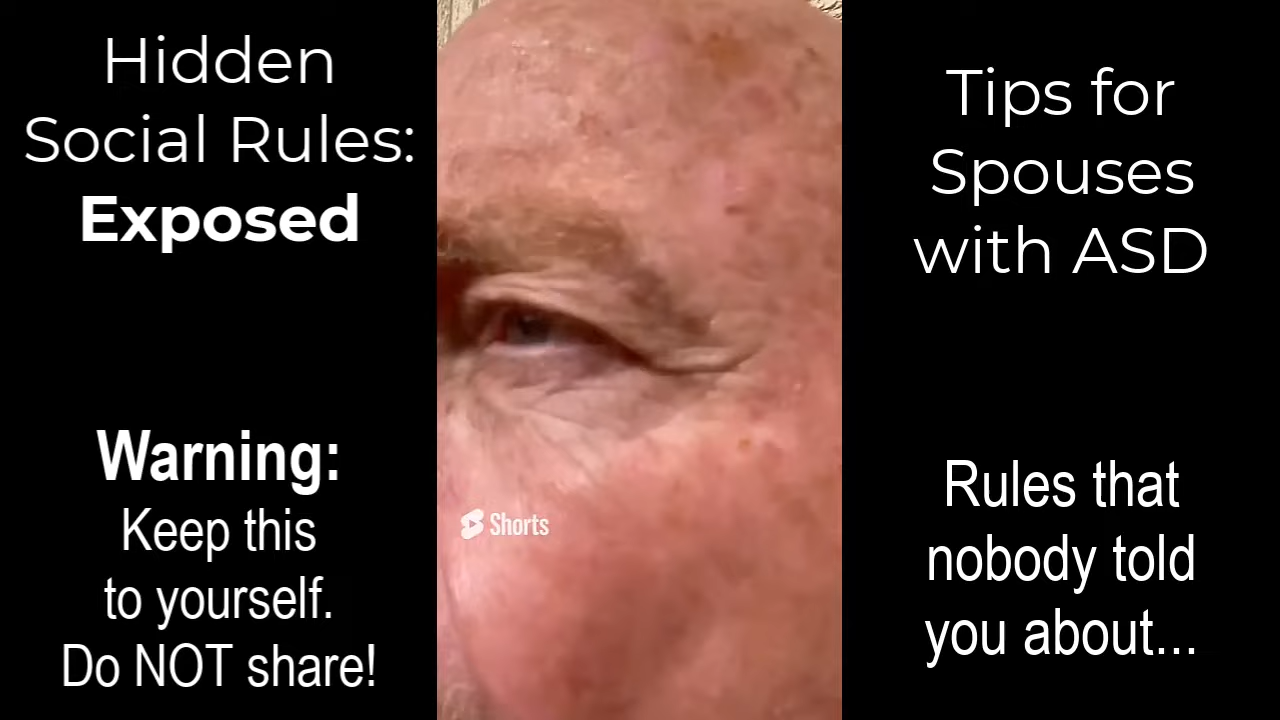 Hidden
Social Rules:
Exposed
Warning:
Keep this
to yourself.
Do NOT share!
Shorts
Tips for
Spouses
with ASD
Rules that
nobody told
you about...